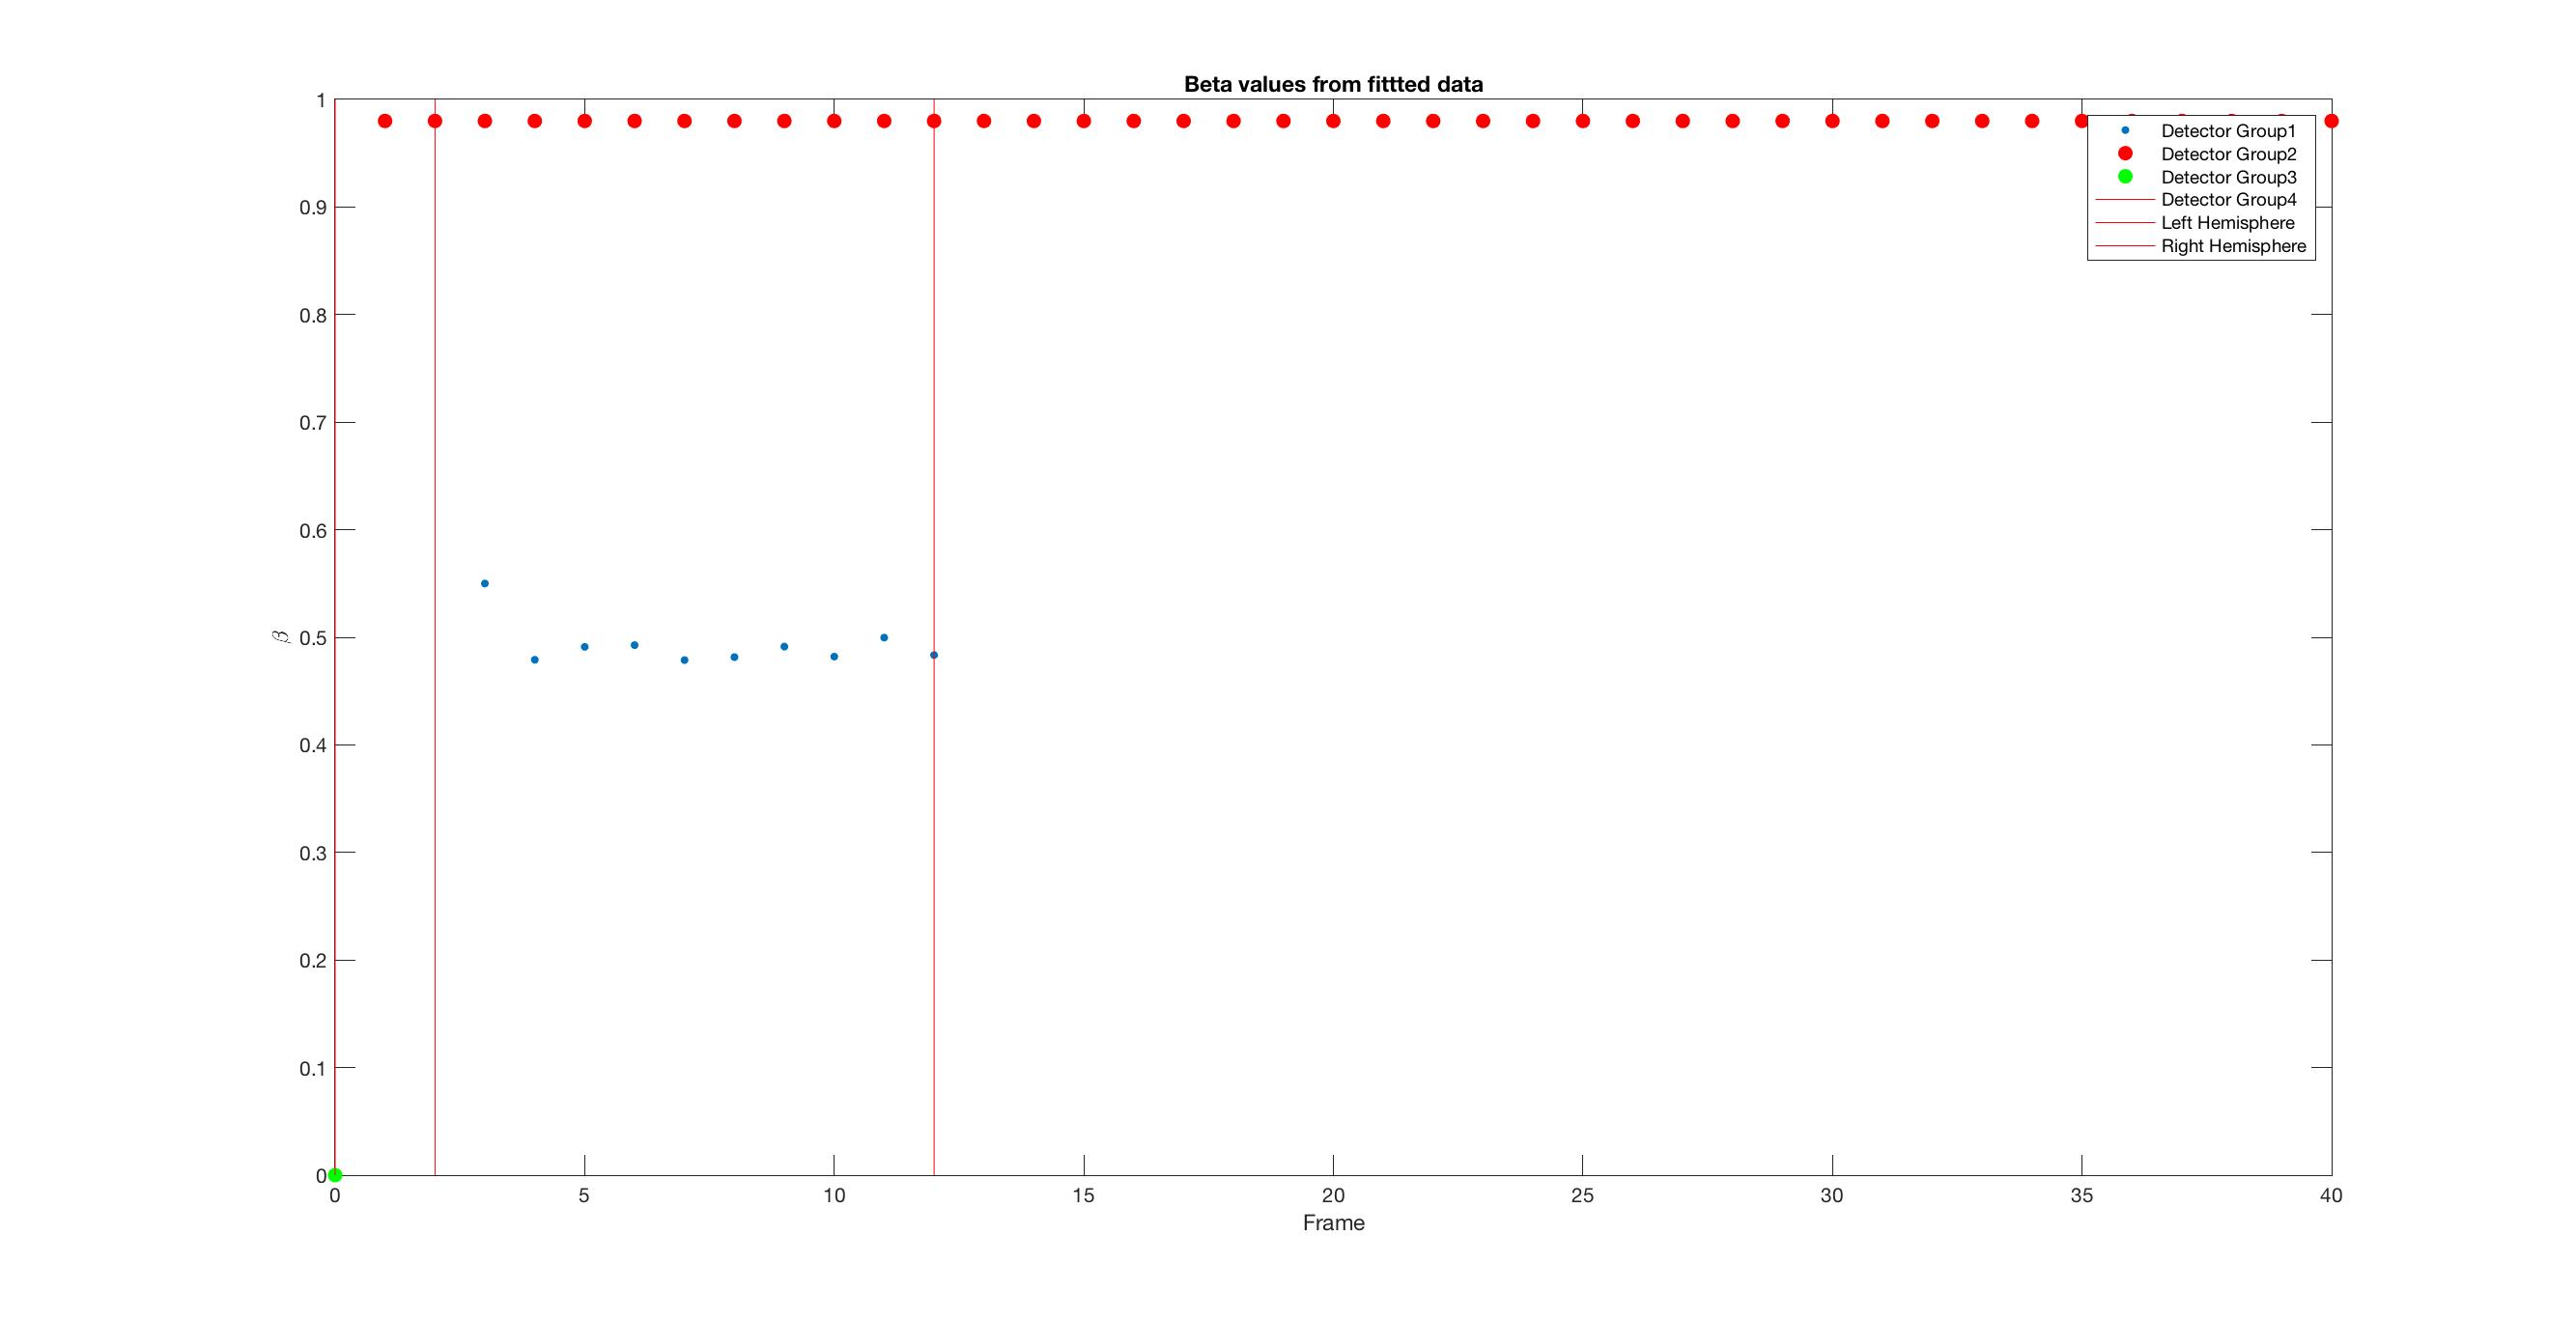 Beta values from fittted data
1
0.9
0.8
0.7
0.6
0.5
0.4
0.3
0.2
0.1
0
β
Detector Group1
Detector Group2
Detector Group3
Detector Group4
Left Hemisphere
Right Hemisphere
0 5 10 15 20 25 30 35 40
Frame